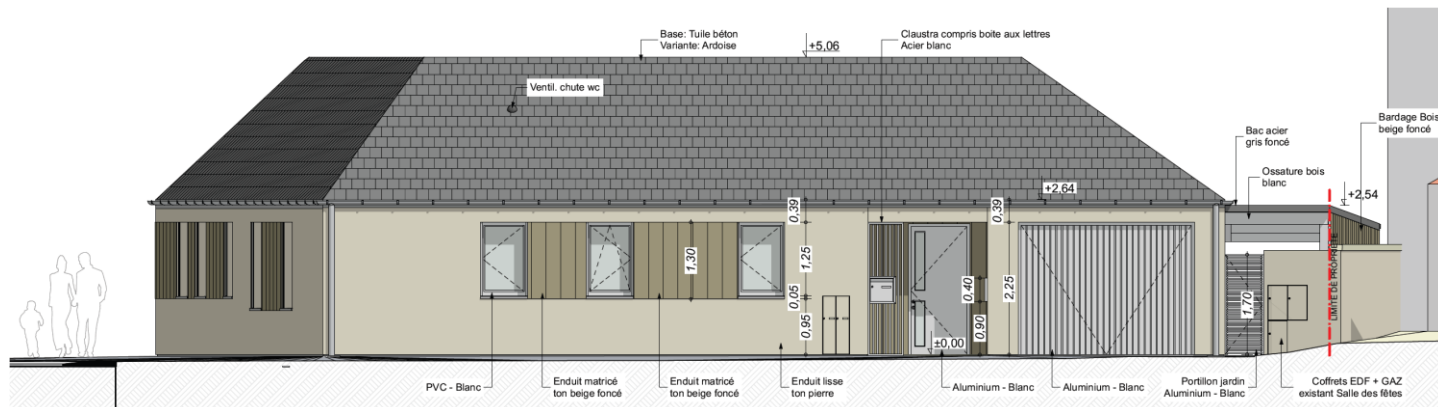 Base: Tuile béton
Variante: Ardoise
+5,06
Claustra compris boite aux lettres
Acier blanc
Ventil. chute wc
Bardage Bois
beige foncé
Bac acier
gris foncé
Ossature bois
blanc
+2,64
+2,54
0,39
0,39
1,30
1,25
0,05
0,95
0,40
0,90
2,25
1,70
LIMITE DE PROPRIETE
±0,00
PVC - Blanc
Enduit matricé
ton beige foncé
Enduit matricé
ton beige foncé
Enduit lisse
ton pierre
Aluminium - Blanc
Aluminium - Blanc
Portillon jardin
Aluminium - Blanc
Coffrets EDF + GAZ
existant Salle des fêtes